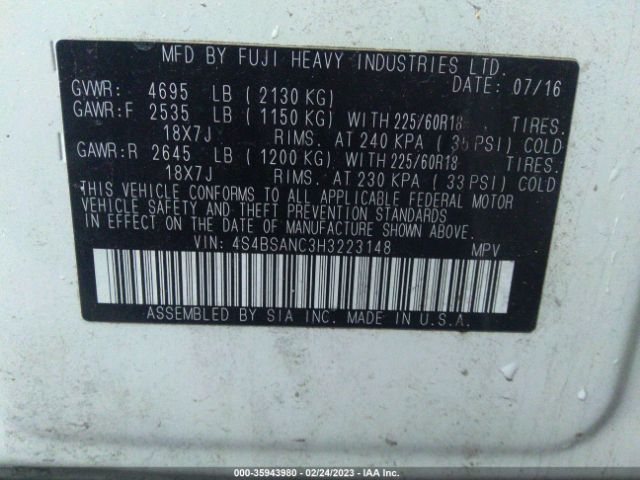 MFD BY FUJI HEAVY INDUSTRIES LTD.
DATE: 07/16
GVWR: 4695 LB (2130 KG)
GAWR:F 2535 LB (1150 KG) WITH 225/60R18 TIRES.
18X7J RIMS. AT 240 KPA ( 35 PSI) COLD
GAWR:R 2645 LB (1200 KG) WITH 225/60R18 TIRES.
18X7J RIMS. AT 230 KPA ( 33 PSI) COLD
THIS VEHICLE CONFORMS TO ALL APPLICABLE FEDERAL MOTOR
VEHICLE SAFETY AND THEFT PREVENTION STANDARDS
IN EFFECT ON THE DATE OF MANUFACTURE SHOWN ABOVE.
VIN: 4S4BSANC3H3223148 MPV
ASSEMBLED BY SIA INC. MADE IN U.S.A.
000-35943980 - 02/24/2023 - IAA Inc.